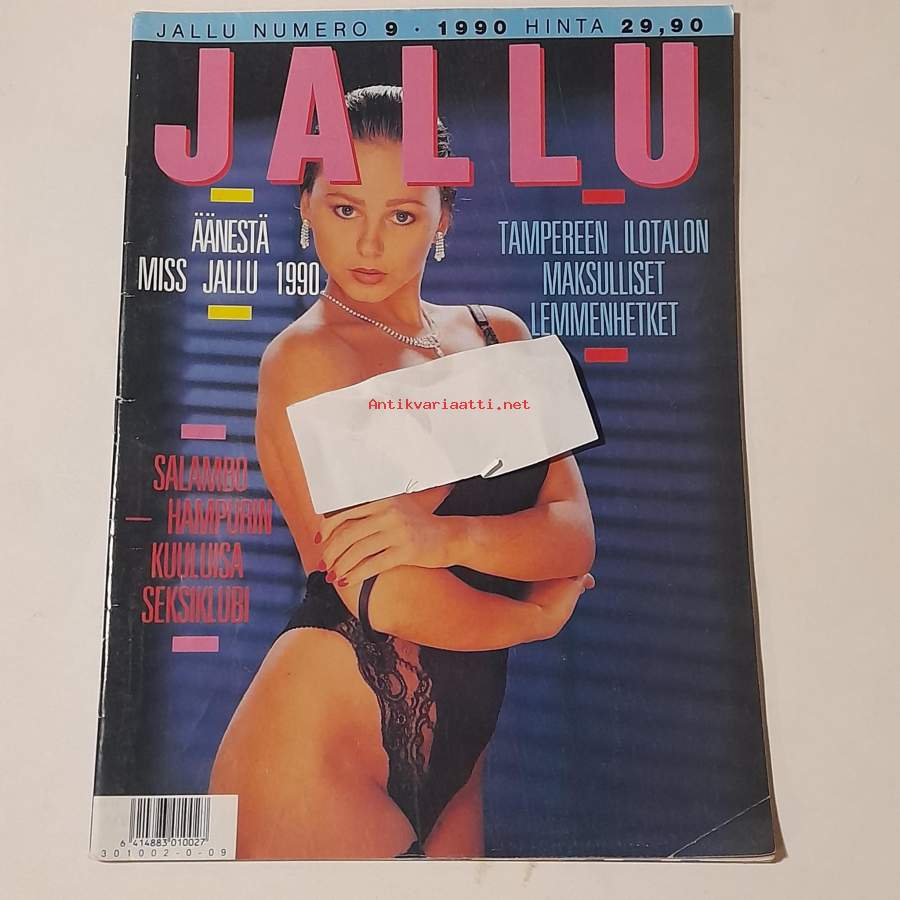 JALLU NUMERO 9 · 1990 HINTA 29,90
JALLU
ÄÄNESTÄ
MISS JALLU 1990
TAMPEREEN ILOTALON
MAKSULLISET
LEMMENHETKET
Antikvariaatti.net
SALAMBO
— HAMPURIN
KUULUISA
SEKSIKLUBI
6 414883 010027
301002-0-09